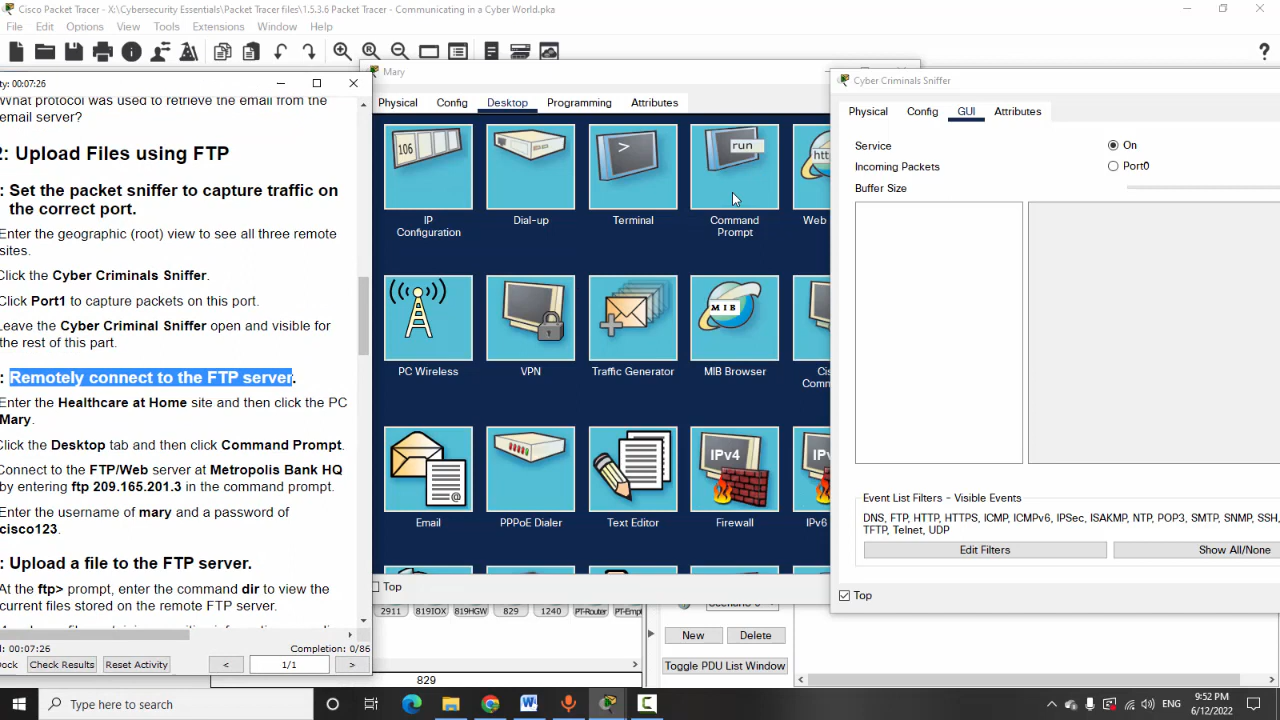 Cisco Packet Tracer - X:\Cybersecurity Essentials\Packet Tracer files\1.5.3.6 Packet Tracer - Communicating in a Cyber World.pka
File Edit Options View Tools Extensions Window Help
ty: 00:07:26
What protocol was used to retrieve the email from the
email server?
2: Upload Files using FTP
: Set the packet sniffer to capture traffic on
the correct port.
Enter the geographic (root) view to see all three remote
sites.
Click the Cyber Criminals Sniffer.
Click Port1 to capture packets on this port.
Leave the Cyber Criminal Sniffer open and visible for
the rest of this part.
: Remotely connect to the FTP server.
Enter the Healthcare at Home site and then click the PC
Mary.
Click the Desktop tab and then click Command Prompt.
Connect to the FTP/Web server at Metropolis Bank HQ
by entering ftp 209.165.201.3 in the command prompt.
Enter the username of mary and a password of
cisco123.
: Upload a file to the FTP server.
At the ftp> prompt, enter the command dir to view the
current files stored on the remote FTP server.
d: 00:07:26 Completion: 0/86
Dock Check Results Reset Activity < 1/1 >
Mary
Physical Config Desktop Programming Attributes
106
>
run
htt
IP
Configuration
Dial-up
Terminal
Command
Prompt
Web
MIB
PC Wireless
VPN
Traffic Generator
MIB Browser
Cis
Comm
@
IPv4
IPv
Email
PPPoE Dialer
Text Editor
Firewall
IPv6
Top
2911 819IOX 819HGW 829 1240 PT-Router PT-Empt
829
New Delete
Toggle PDU List Window
Cyber Criminals Sniffer
Physical Config GUI Attributes
Service On
Incoming Packets Port0
Buffer Size
Event List Filters - Visible Events
DNS, FTP, HTTP, HTTPS, ICMP, ICMPv6, IPSec, ISAKMP, NTP, POP3, SMTP, SNMP, SSH,
TFTP, Telnet, UDP
Edit Filters Show All/None
Top
Type here to search
ENG
9:52 PM
6/12/2022